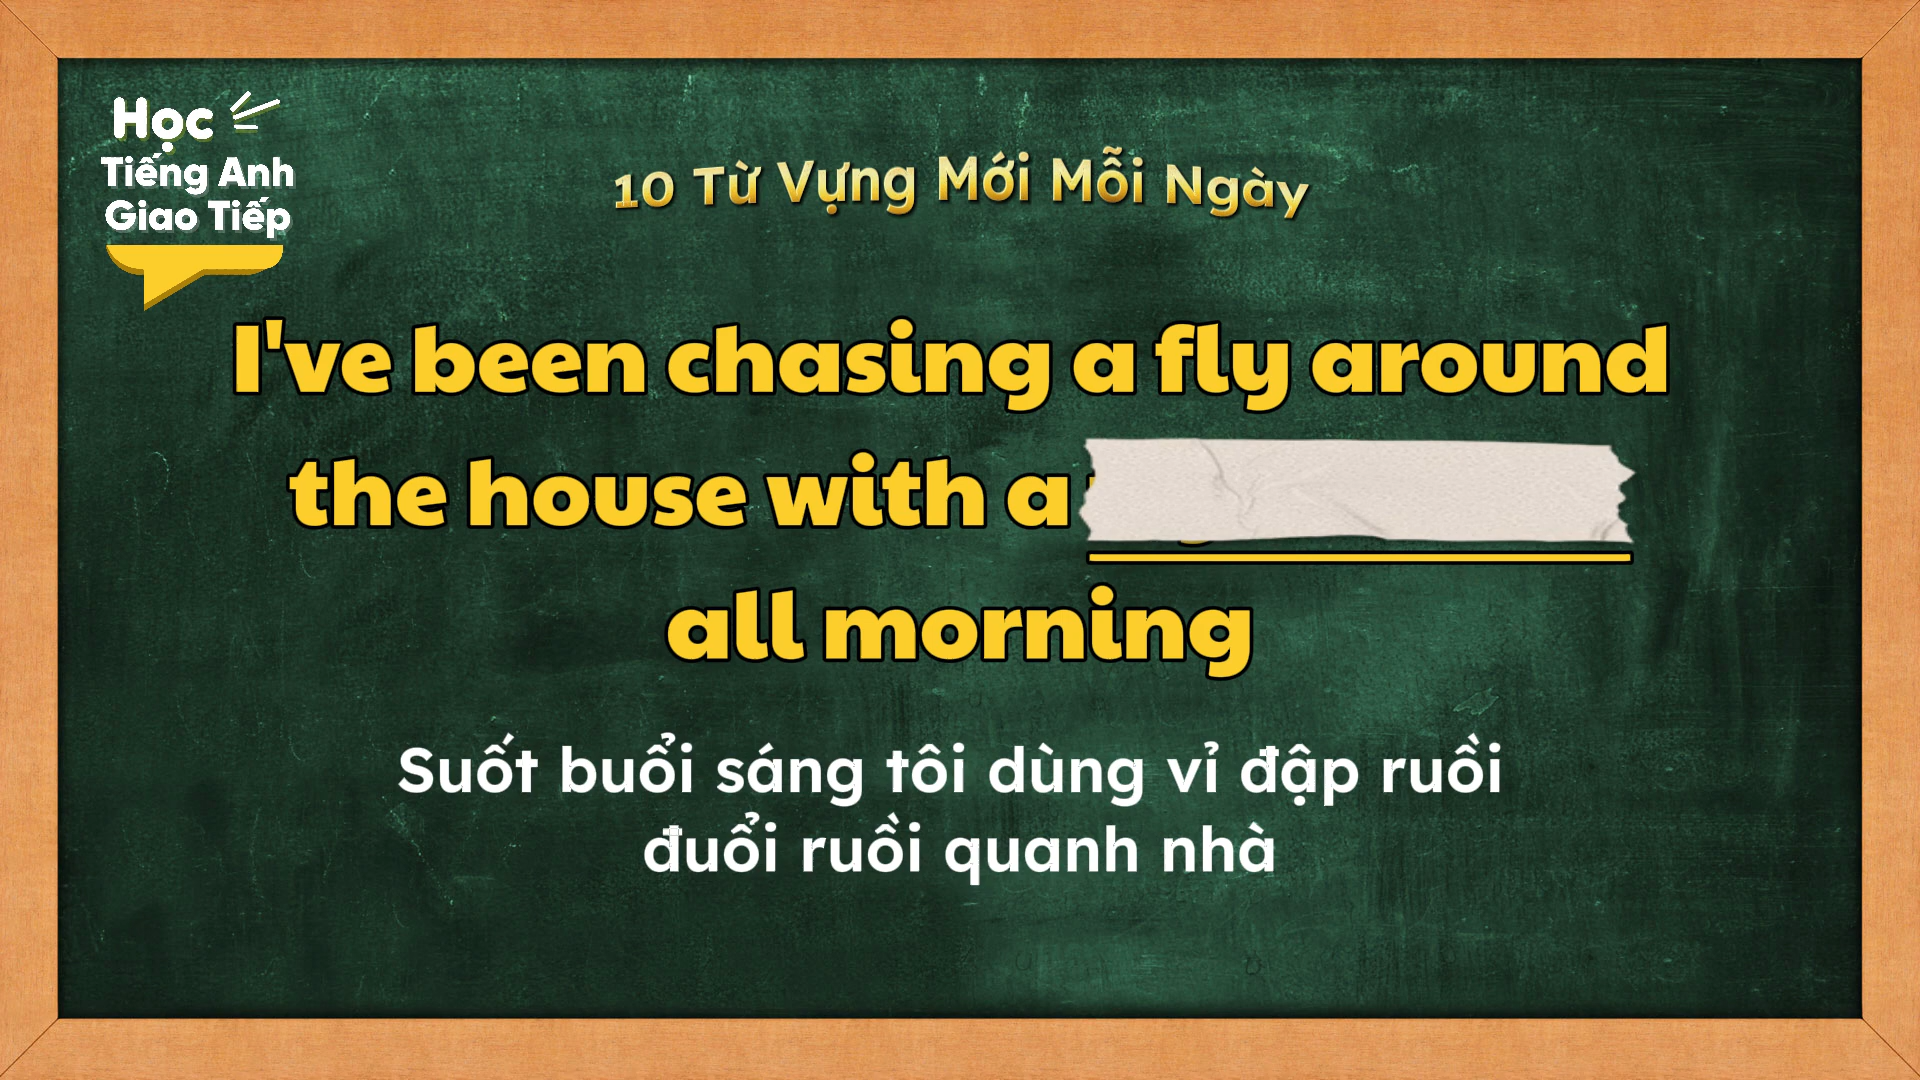 Học
Tiếng Anh
Giao Tiếp
10 Từ Vựng Mới Mỗi Ngày
I've been chasing a fly around
the house with a
all morning
Suốt buổi sáng tôi dùng vỉ đập ruồi
đuổi ruồi quanh nhà